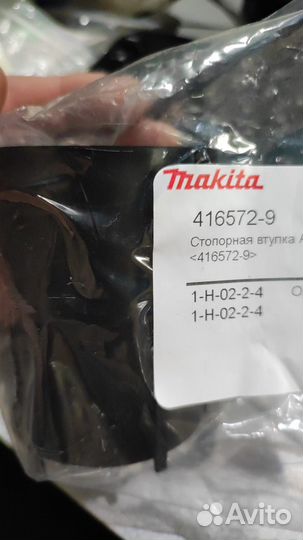 makita
416572-9
Стопорная втулка
<416572-9>
1-H-02-2-4
1-H-02-2-4
Avito